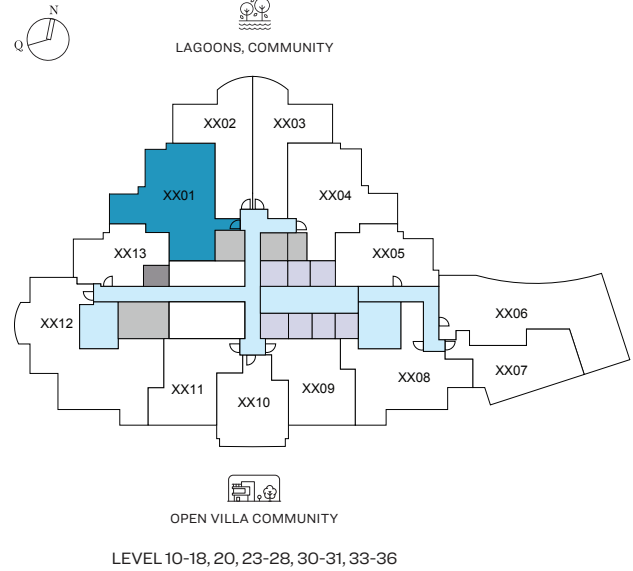 N
Q
LAGOONS, COMMUNITY
XX02
XX03
XX01
XX04
XX13
XX05
XX12
XX06
XX11
XX10
XX09
XX08
XX07
OPEN VILLA COMMUNITY
LEVEL 10-18, 20, 23-28, 30-31, 33-36